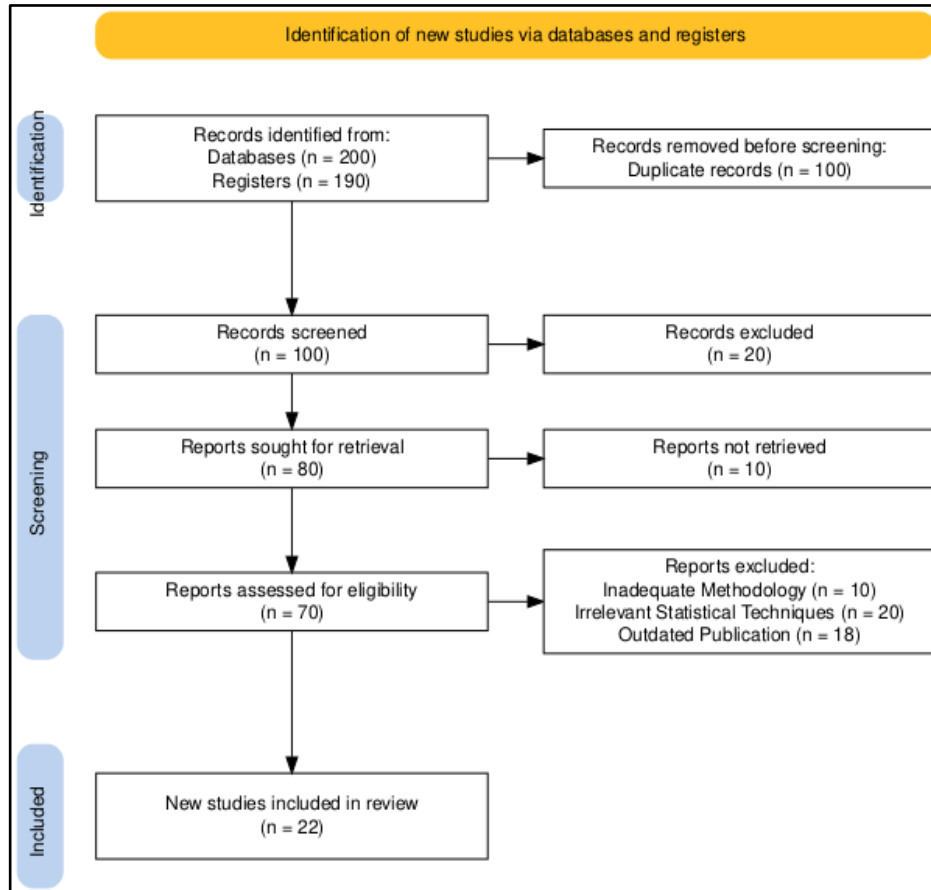 Identification of new studies via databases and registers
Identification
Records identified from:
Databases (n = 200)
Registers (n = 190)
Records removed before screening:
Duplicate records (n = 100)
Screening
Records screened
(n = 100)
Records excluded
(n = 20)
Reports sought for retrieval
(n = 80)
Reports not retrieved
(n = 10)
Reports assessed for eligibility
(n = 70)
Reports excluded:
Inadequate Methodology (n = 10)
Irrelevant Statistical Techniques (n = 20)
Outdated Publication (n = 18)
Included
New studies included in review
(n = 22)